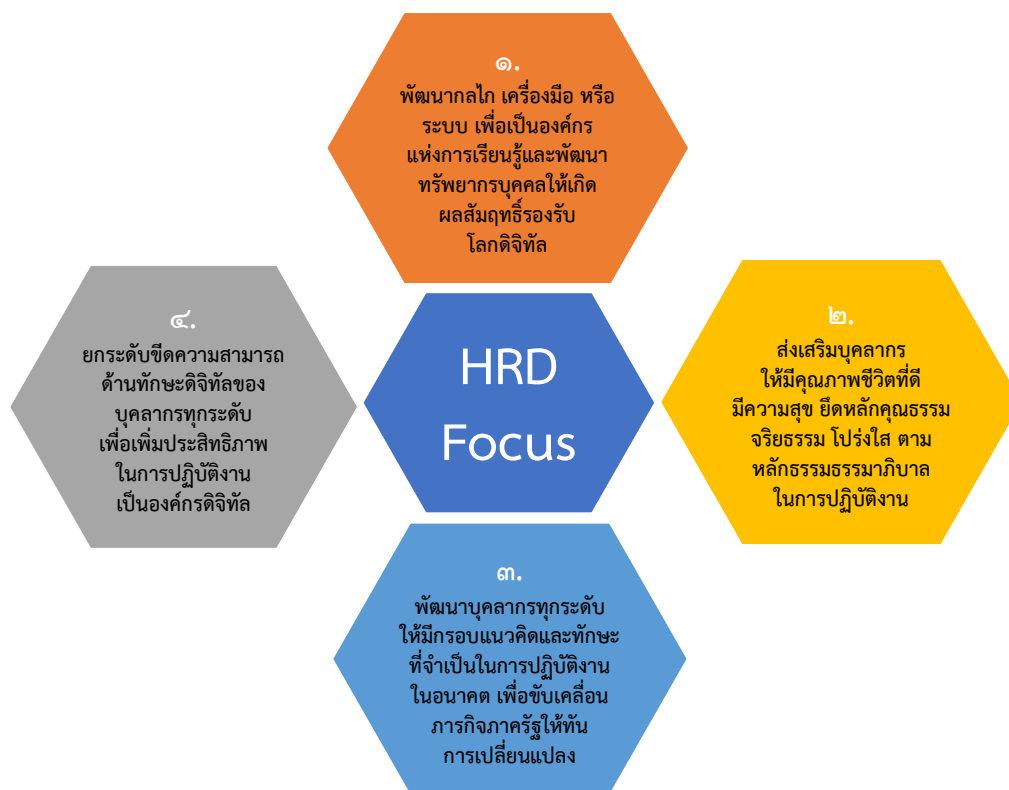 ๑.
พัฒนากลไก เครื่องมือ หรือ
ระบบ เพื่อเป็นองค์กร
แห่งการเรียนรู้และพัฒนา
ทรัพยากรบุคคลให้เกิด
ผลสัมฤทธิ์รองรับ
โลกดิจิทัล
HRD
Focus
๒.
ส่งเสริมบุคลากร
ให้มีคุณภาพชีวิตที่ดี
มีความสุข ยึดหลักคุณธรรม
จริยธรรม โปร่งใส ตาม
หลักธรรมธรรมาภิบาล
ในการปฏิบัติงาน
๓.
พัฒนาบุคลากรทุกระดับ
ให้มีกรอบแนวคิดและทักษะ
ที่จำเป็นในการปฏิบัติงาน
ในอนาคต เพื่อขับเคลื่อน
ภารกิจภาครัฐให้ทัน
การเปลี่ยนแปลง
๔.
ยกระดับขีดความสามารถ
ด้านทักษะดิจิทัลของ
บุคลากรทุกระดับ
เพื่อเพิ่มประสิทธิภาพ
ในการปฏิบัติงาน
เป็นองค์กรดิจิทัล